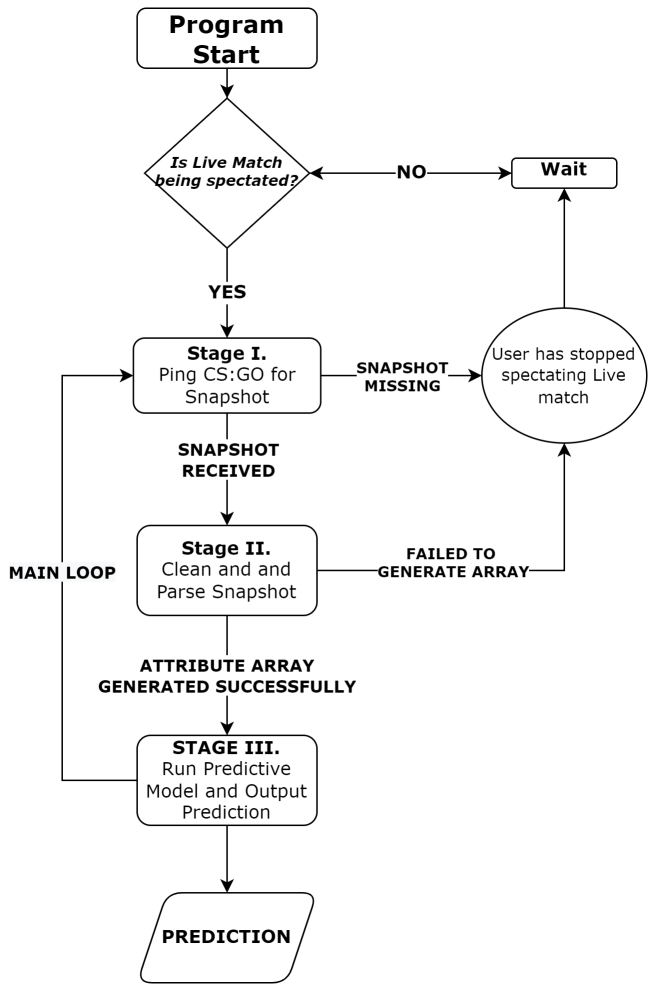 Program
Start
Is Live Match
being spectated?
NO
Wait
YES
Stage I.
Ping CS:GO for
Snapshot
SNAPSHOT
MISSING
User has stopped
spectating Live
match
SNAPSHOT
RECEIVED
Stage II.
Clean and and
Parse Snapshot
FAILED TO
GENERATE ARRAY
MAIN LOOP
ATTRIBUTE ARRAY
GENERATED SUCCESSFULLY
STAGE III.
Run Predictive
Model and Output
Prediction
PREDICTION